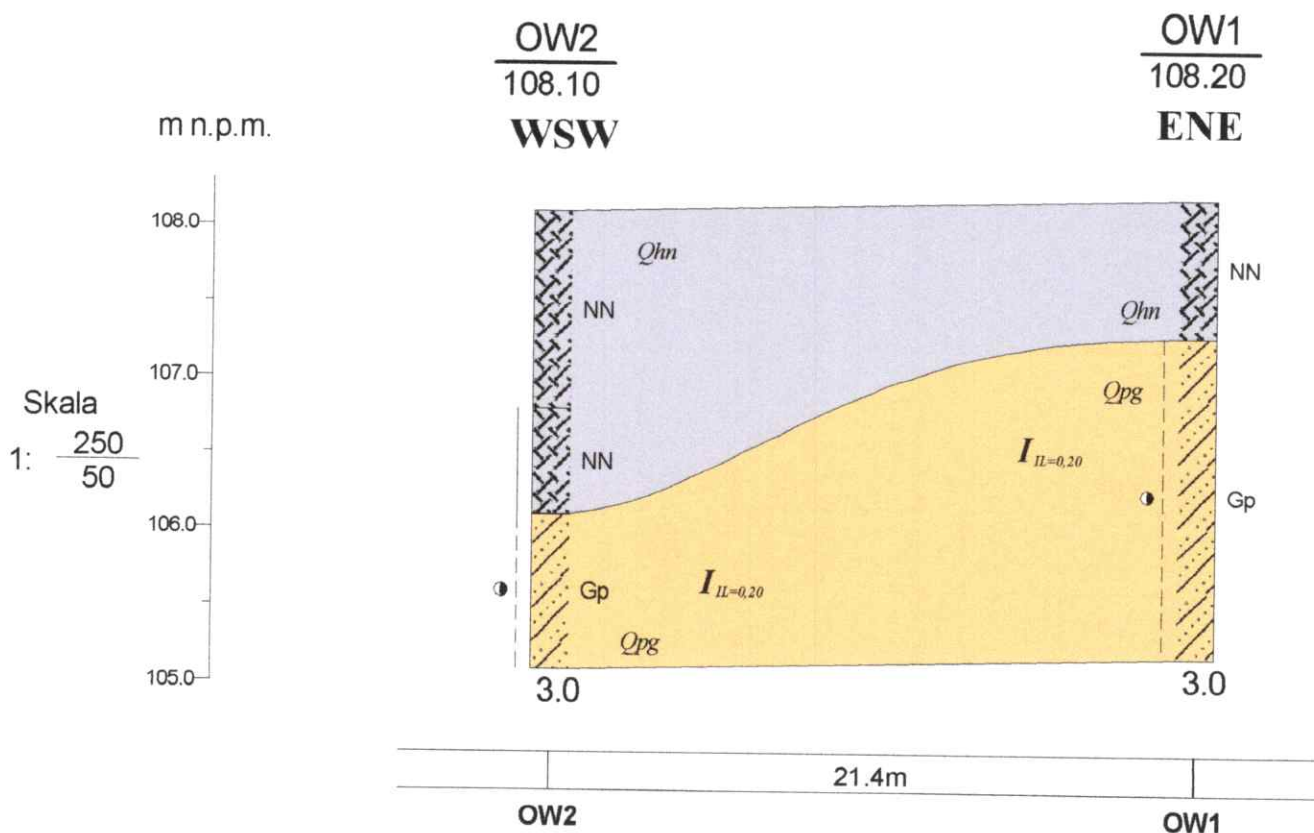 OW2
108.10
WSW
OW1
108.20
ENE
m n.p.m.
108.0
107.0
106.0
105.0
Skala
1: 250
50
Qhn
NN
NN
Gp
Qpg
I IL=0,20
Qhn
NN
Qpg
I IL=0,20
Gp
3.0
3.0
21.4m
OW2
OW1